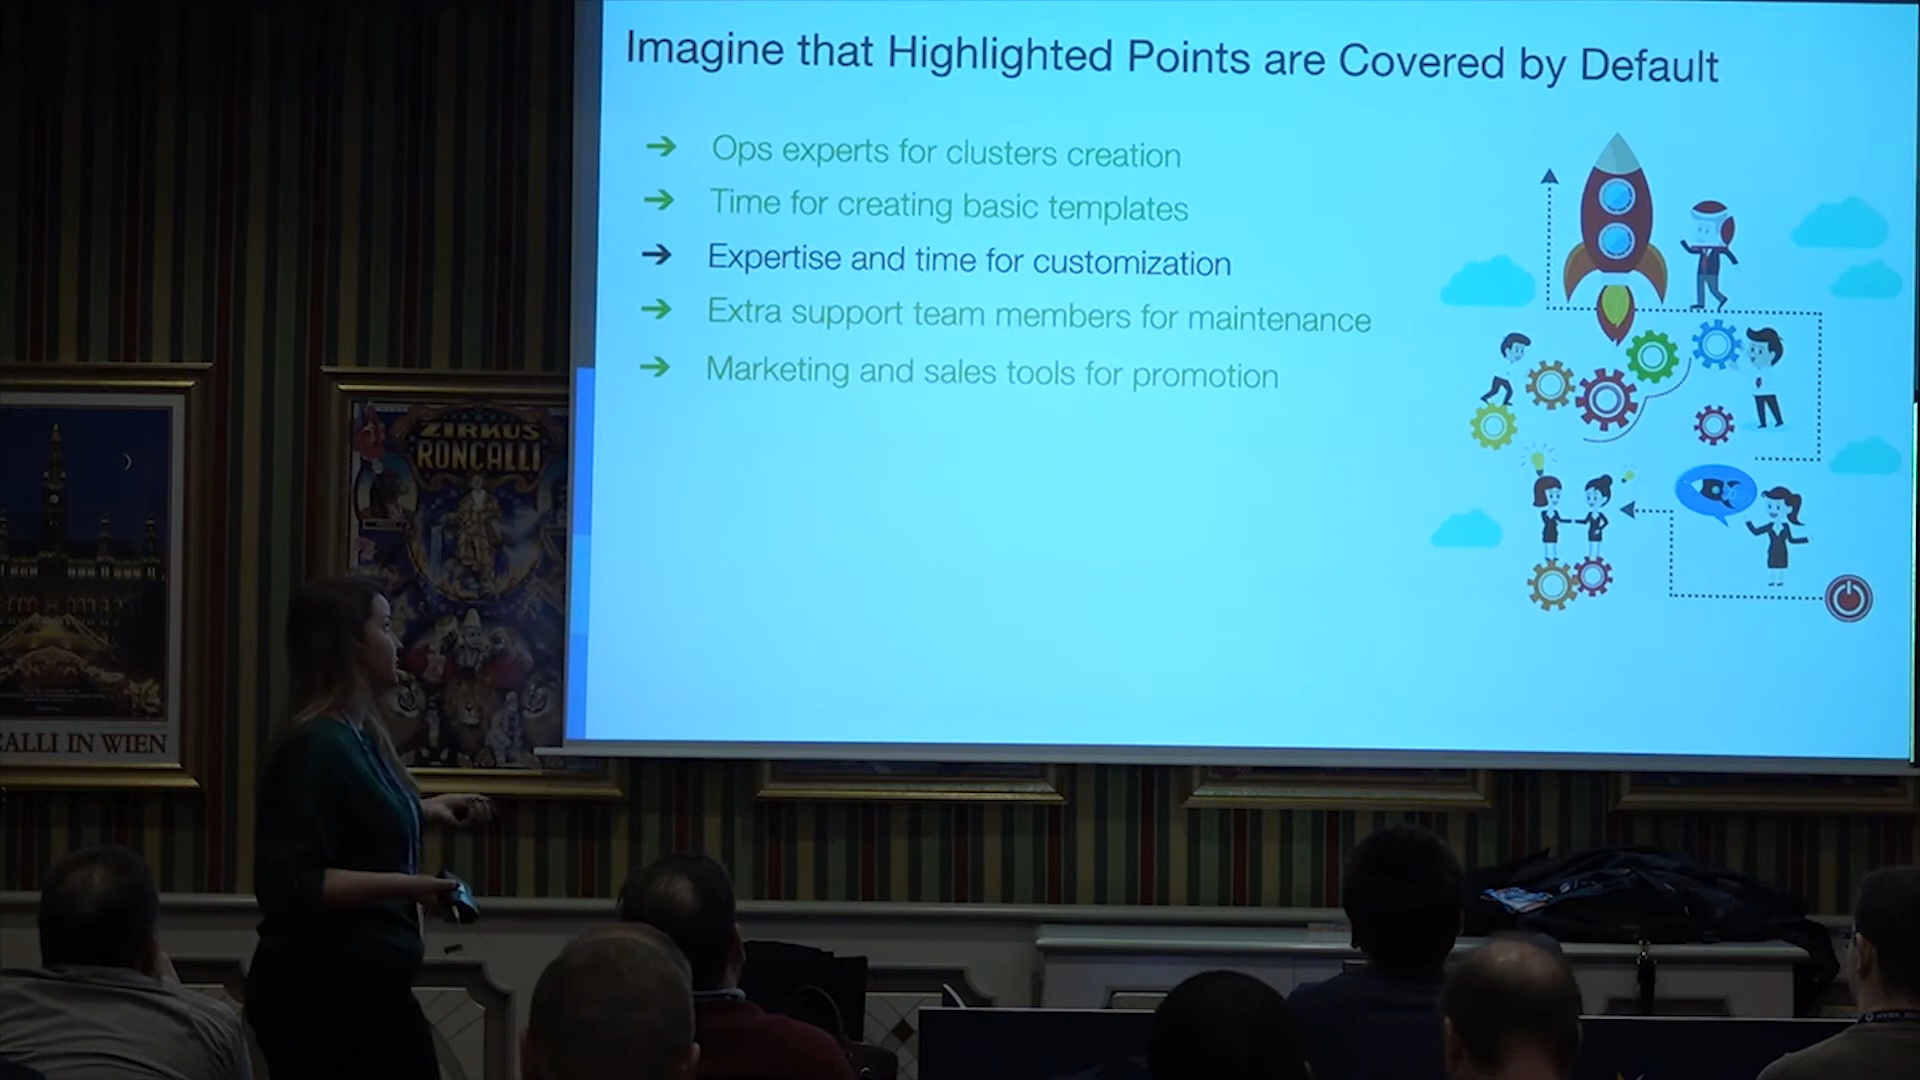 Imagine that Highlighted Points are Covered by Default
➔ Ops experts for clusters creation
➔ Time for creating basic templates
➔ Expertise and time for customization
➔ Extra support team members for maintenance
➔ Marketing and sales tools for promotion
ZIRKUS
RONCALLI
CALLI IN WIEN